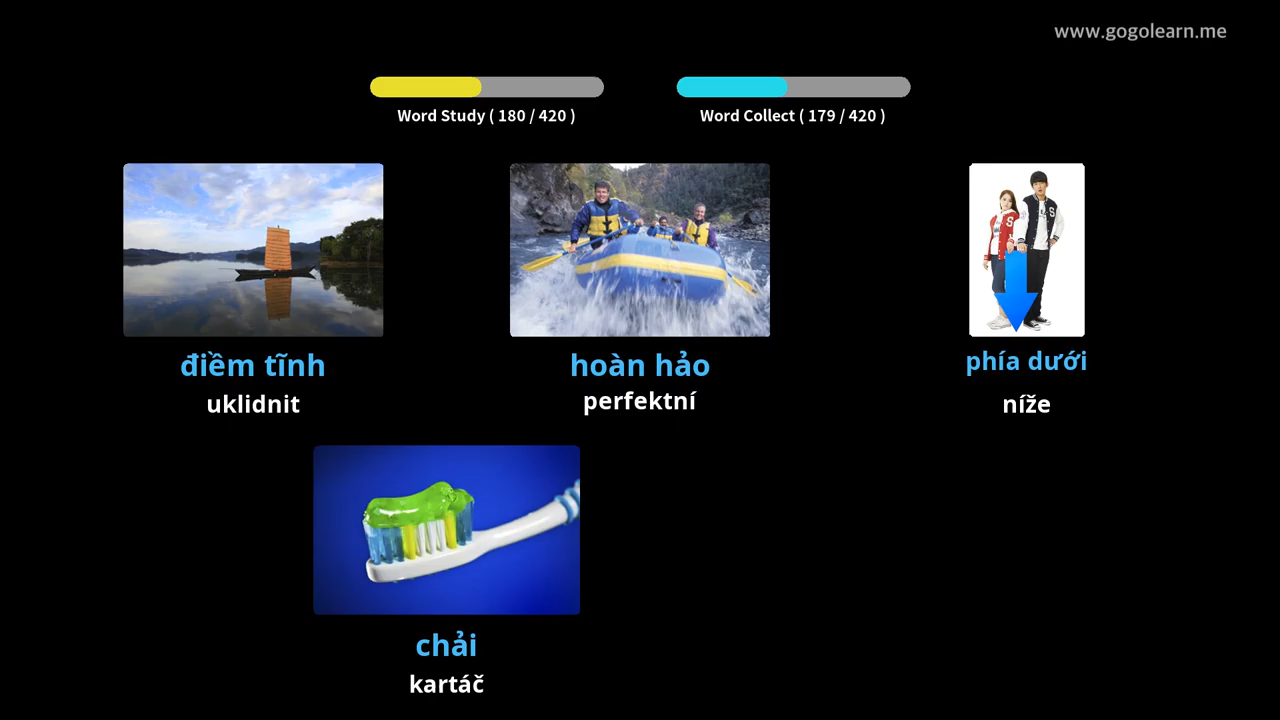 www.gogolearn.me
Word Study ( 180 / 420 )
Word Collect ( 179 / 420 )
điềm tĩnh
uklidnit
hoàn hảo
perfektní
phía dưới
níže
chải
kartáč